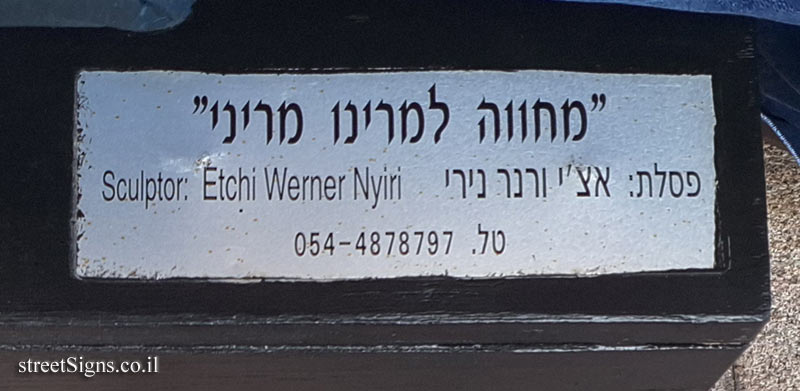 "מחווה למרינו מריני"
פסלת: אצ'י ורנר נירי Sculptor: Etchi Werner Nyiri
טל. 054-4878797
streetSigns.co.il